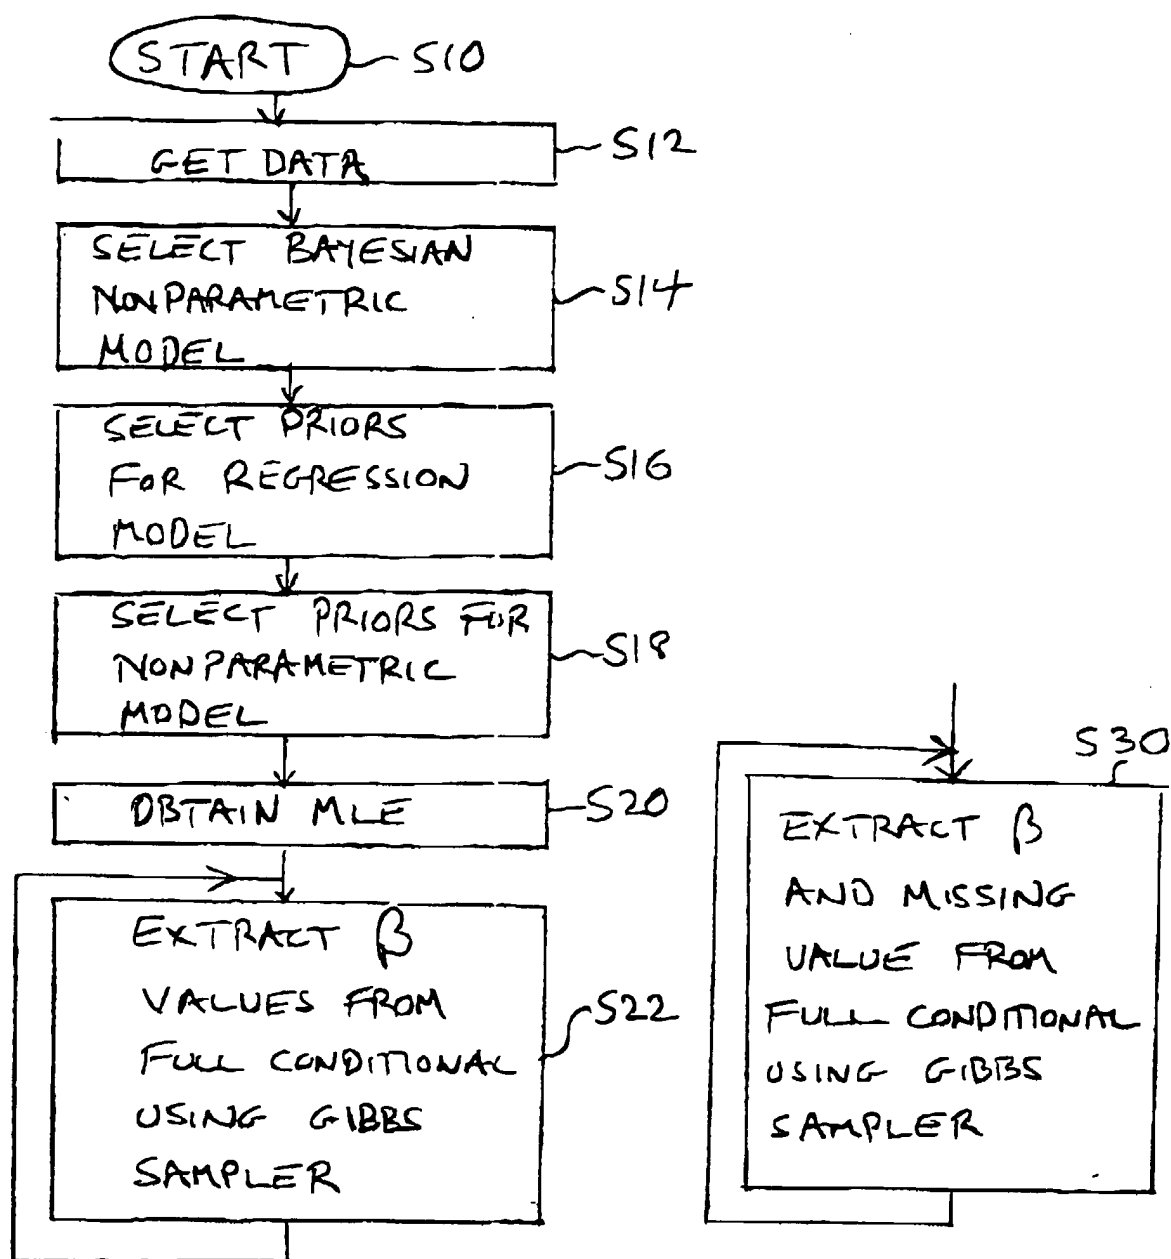 START S10
GET DATA S12
SELECT BAYESIAN
NONPARAMETRIC S14
MODEL
SELECT PRIORS
FOR REGRESSION S16
MODEL
SELECT PRIORS FOR
NONPARAMETRIC S18
MODEL
OBTAIN MLE S20
EXTRACT β
VALUES FROM
FULL CONDITIONAL
USING GIBBS
SAMPLER
S22
S30
EXTRACT β
AND MISSING
VALUE FROM
FULL CONDITIONAL
USING GIBBS
SAMPLER